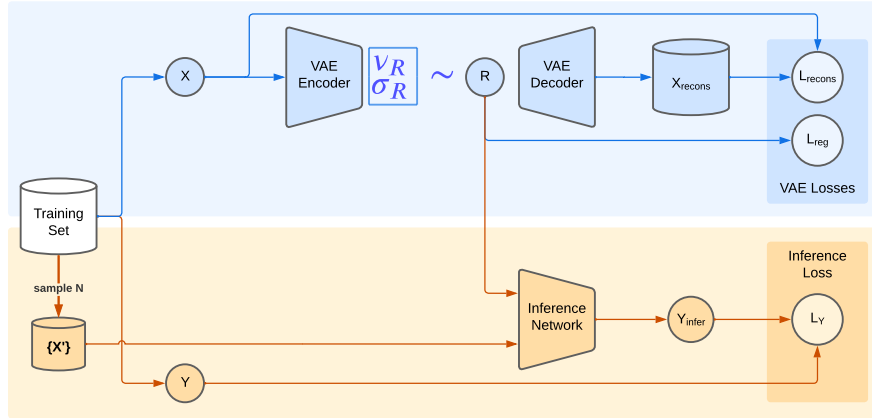 X
VAE
Encoder
ν_R
σ_R
~
R
VAE
Decoder
X_recons
L_recons
L_reg
VAE Losses
Training
Set
sample N
{X'}
Y
Inference
Network
Y_infer
Inference
Loss
L_Y